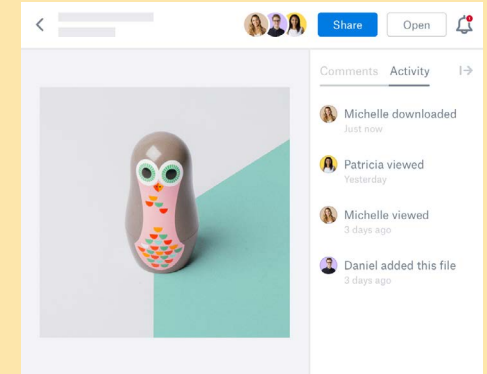 Share
Open
Comments
Activity
Michelle downloaded
Just now
Patricia viewed
Yesterday
Michelle viewed
3 days ago
Daniel added this file
3 days ago